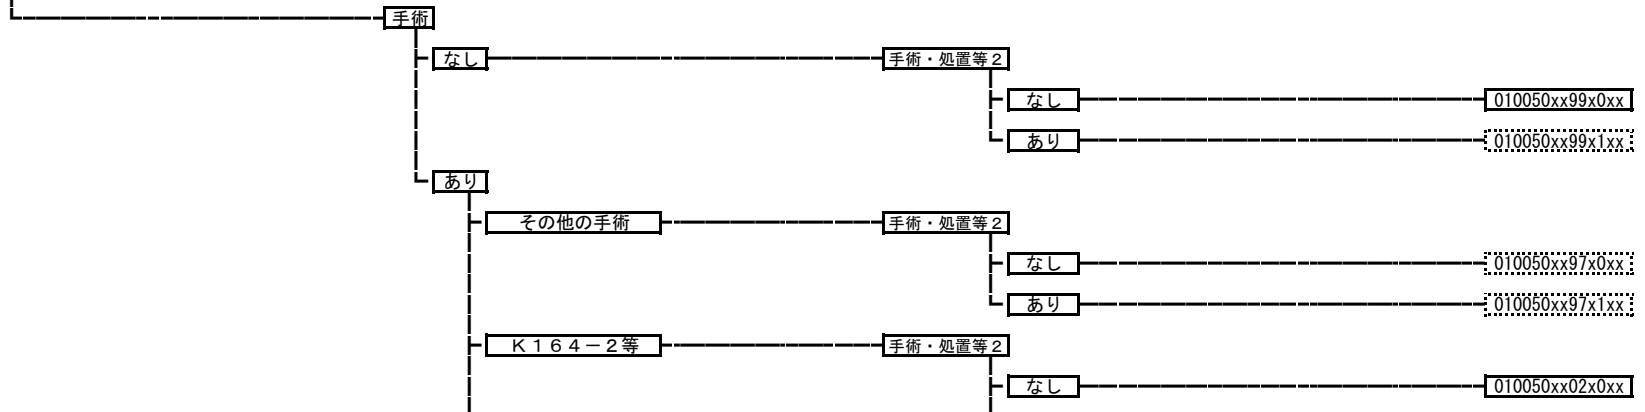 手術
なし 手術・処置等２
なし 010050xx99x0xx
あり 010050xx99x1xx
あり
その他の手術 手術・処置等２
なし 010050xx97x0xx
あり 010050xx97x1xx
Ｋ１６４－２等 手術・処置等２
なし 010050xx02x0xx